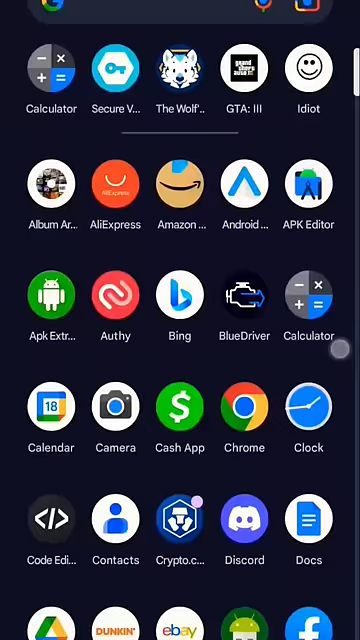 Calculator Secure V... The Wolf'.. GTA: III Idiot
Album Ar... AliExpress Amazon ... Android ... APK Editor
Apk Extr... Authy Bing BlueDriver Calculator
Calendar Camera Cash App Chrome Clock
Code Edi... Contacts Crypto.c... Discord Docs
DUNKIN' ebay